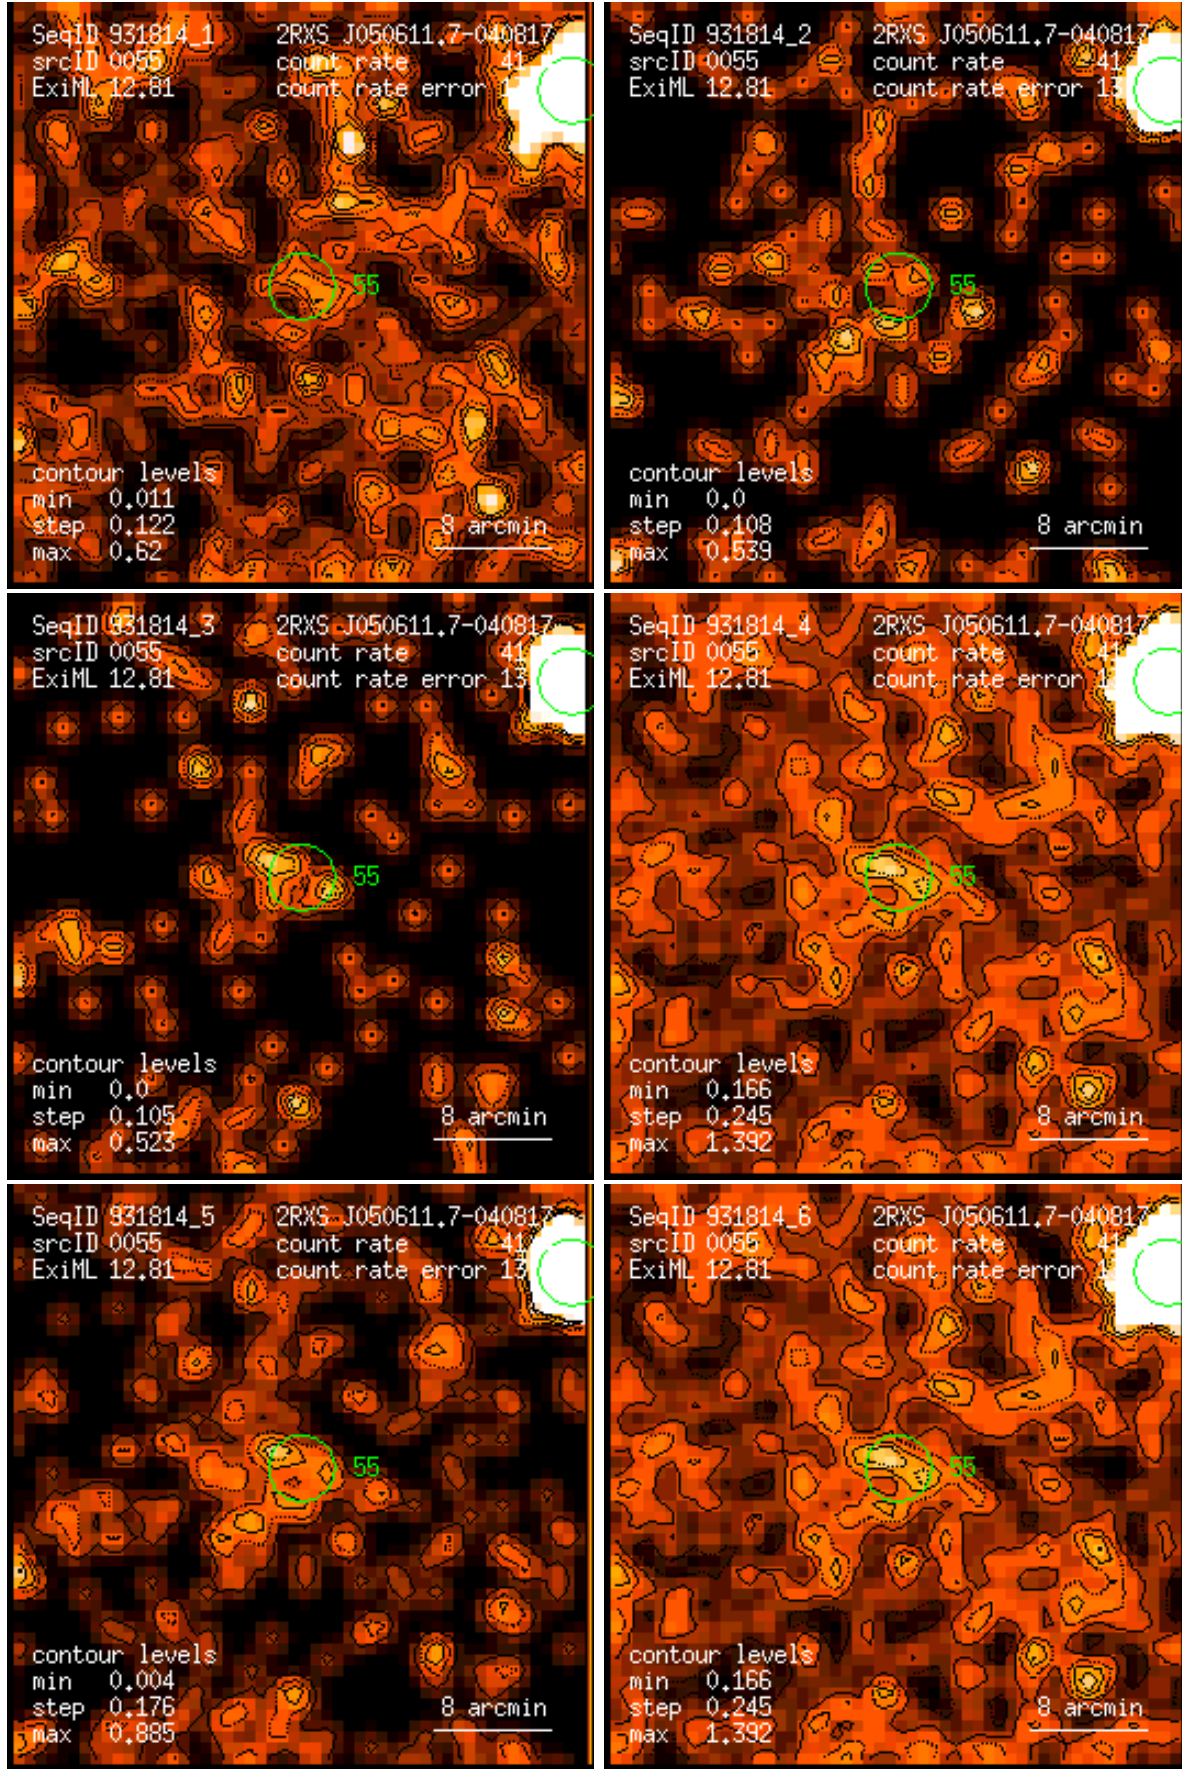 SeqID 931814_1 2RXS J050611.7-040817
srcID 0055 count rate 41
ExiML 12.81 count rate error
55
contour levels
min 0.011
step 0.122 8 arcmin
max 0.62
SeqID 931814_2 2RXS J050611.7-040817
srcID 0055 count rate 41
ExiML 12.81 count rate error 13
55
contour levels
min 0.0
step 0.108 8 arcmin
max 0.539
SeqID 931814_3 2RXS J050611.7-040817
srcID 0055 count rate 41
ExiML 12.81 count rate error 13
55
contour levels
min 0.0
step 0.105 8 arcmin
max 0.523
SeqID 931814_4 2RXS J050611.7-040817
srcID 0055 count rate 41
ExiML 12.81 count rate error
55
contour levels
min 0.166
step 0.245 8 arcmin
max 1.392
SeqID 931814_5 2RXS J050611.7-040817
srcID 0055 count rate 41
ExiML 12.81 count rate error 13
55
contour levels
min 0.004
step 0.176 8 arcmin
max 0.885
SeqID 931814_6 2RXS J050611.7-040817
srcID 0055 count rate 41
ExiML 12.81 count rate error
55
contour levels
min 0.166
step 0.245 8 arcmin
max 1.392